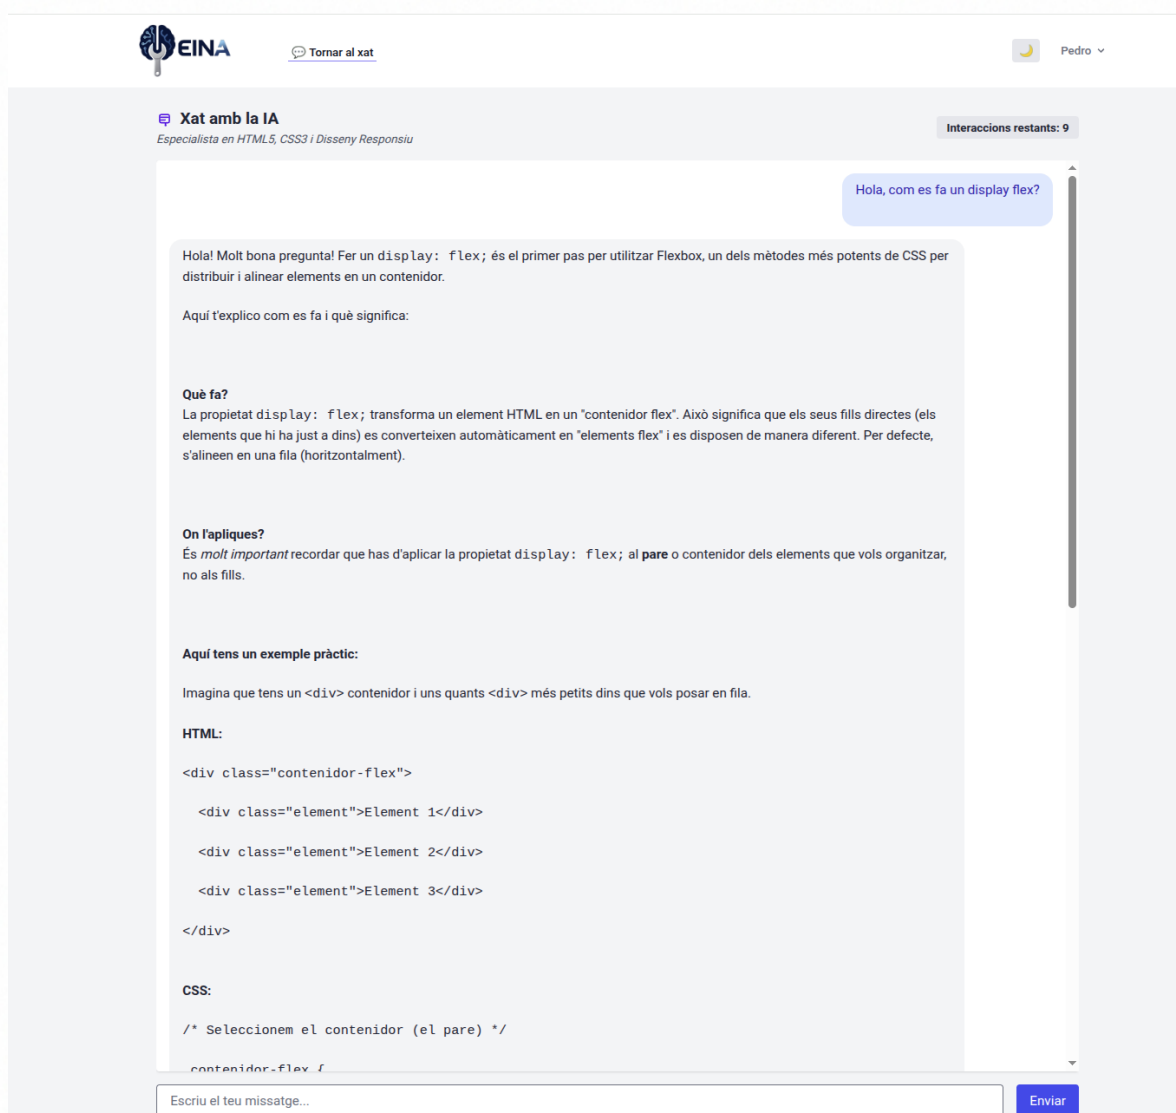 EINA
💬 Tornar al xat
Pedro
Xat amb la IA
Especialista en HTML5, CSS3 i Disseny Responsiu
Interaccions restants: 9
Hola, com es fa un display flex?
Hola! Molt bona pregunta! Fer un display: flex; és el primer pas per utilitzar Flexbox, un dels mètodes més potents de CSS per
distribuir i alinear elements en un contenidor.
Aquí t'explico com es fa i què significa:
Què fa?
La propietat display: flex; transforma un element HTML en un "contenidor flex". Això significa que els seus fills directes (els
elements que hi ha just a dins) es converteixen automàticament en "elements flex" i es disposen de manera diferent. Per defecte,
s'alineen en una fila (horitzontalment).
On l'apliques?
És molt important recordar que has d'aplicar la propietat display: flex; al pare o contenidor dels elements que vols organitzar,
no als fills.
Aquí tens un exemple pràctic:
Imagina que tens un <div> contenidor i uns quants <div> més petits dins que vols posar en fila.
HTML:
<div class="contenidor-flex">
  <div class="element">Element 1</div>
  <div class="element">Element 2</div>
  <div class="element">Element 3</div>
</div>
CSS:
/* Seleccionem el contenidor (el pare) */
.contenidor-flex {
Escriu el teu missatge...
Enviar